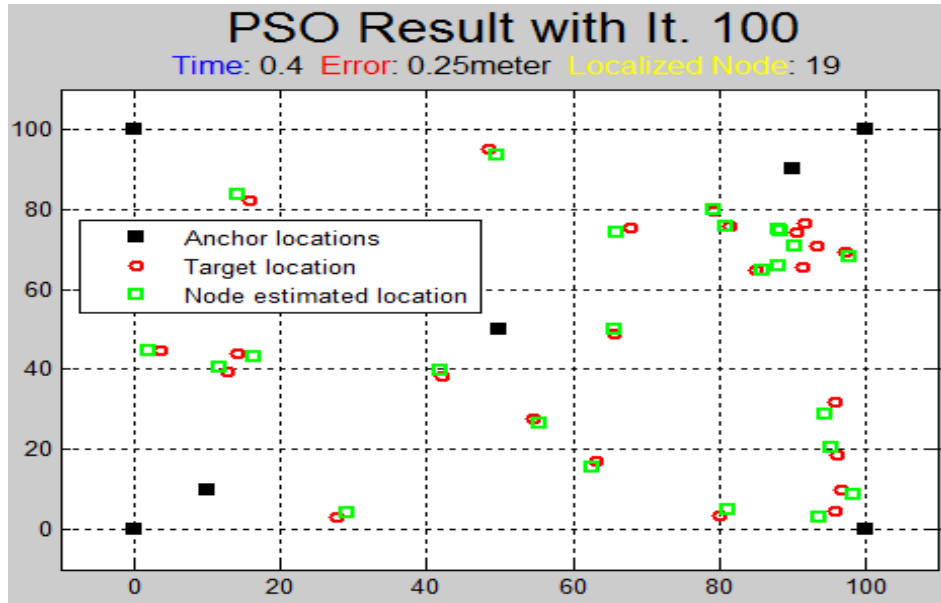 PSO Result with It. 100
Time: 0.4 Error: 0.25meter Localized Node: 19
100
80
60
40
20
0
Anchor locations
Target location
Node estimated location
0 20 40 60 80 100